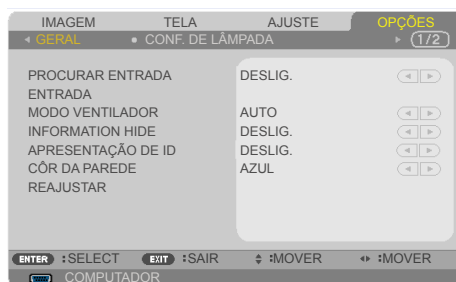 IMAGEM TELA AJUSTE OPÇÕES
GERAL • CONF. DE LÂMPADA 1/2
PROCURAR ENTRADA DESLIG.
ENTRADA
MODO VENTILADOR AUTO
INFORMATION HIDE DESLIG.
APRESENTAÇÃO DE ID DESLIG.
CÔR DA PAREDE AZUL
REAJUSTAR
ENTER :SELECT EXIT :SAIR :MOVER :MOVER
COMPUTADOR